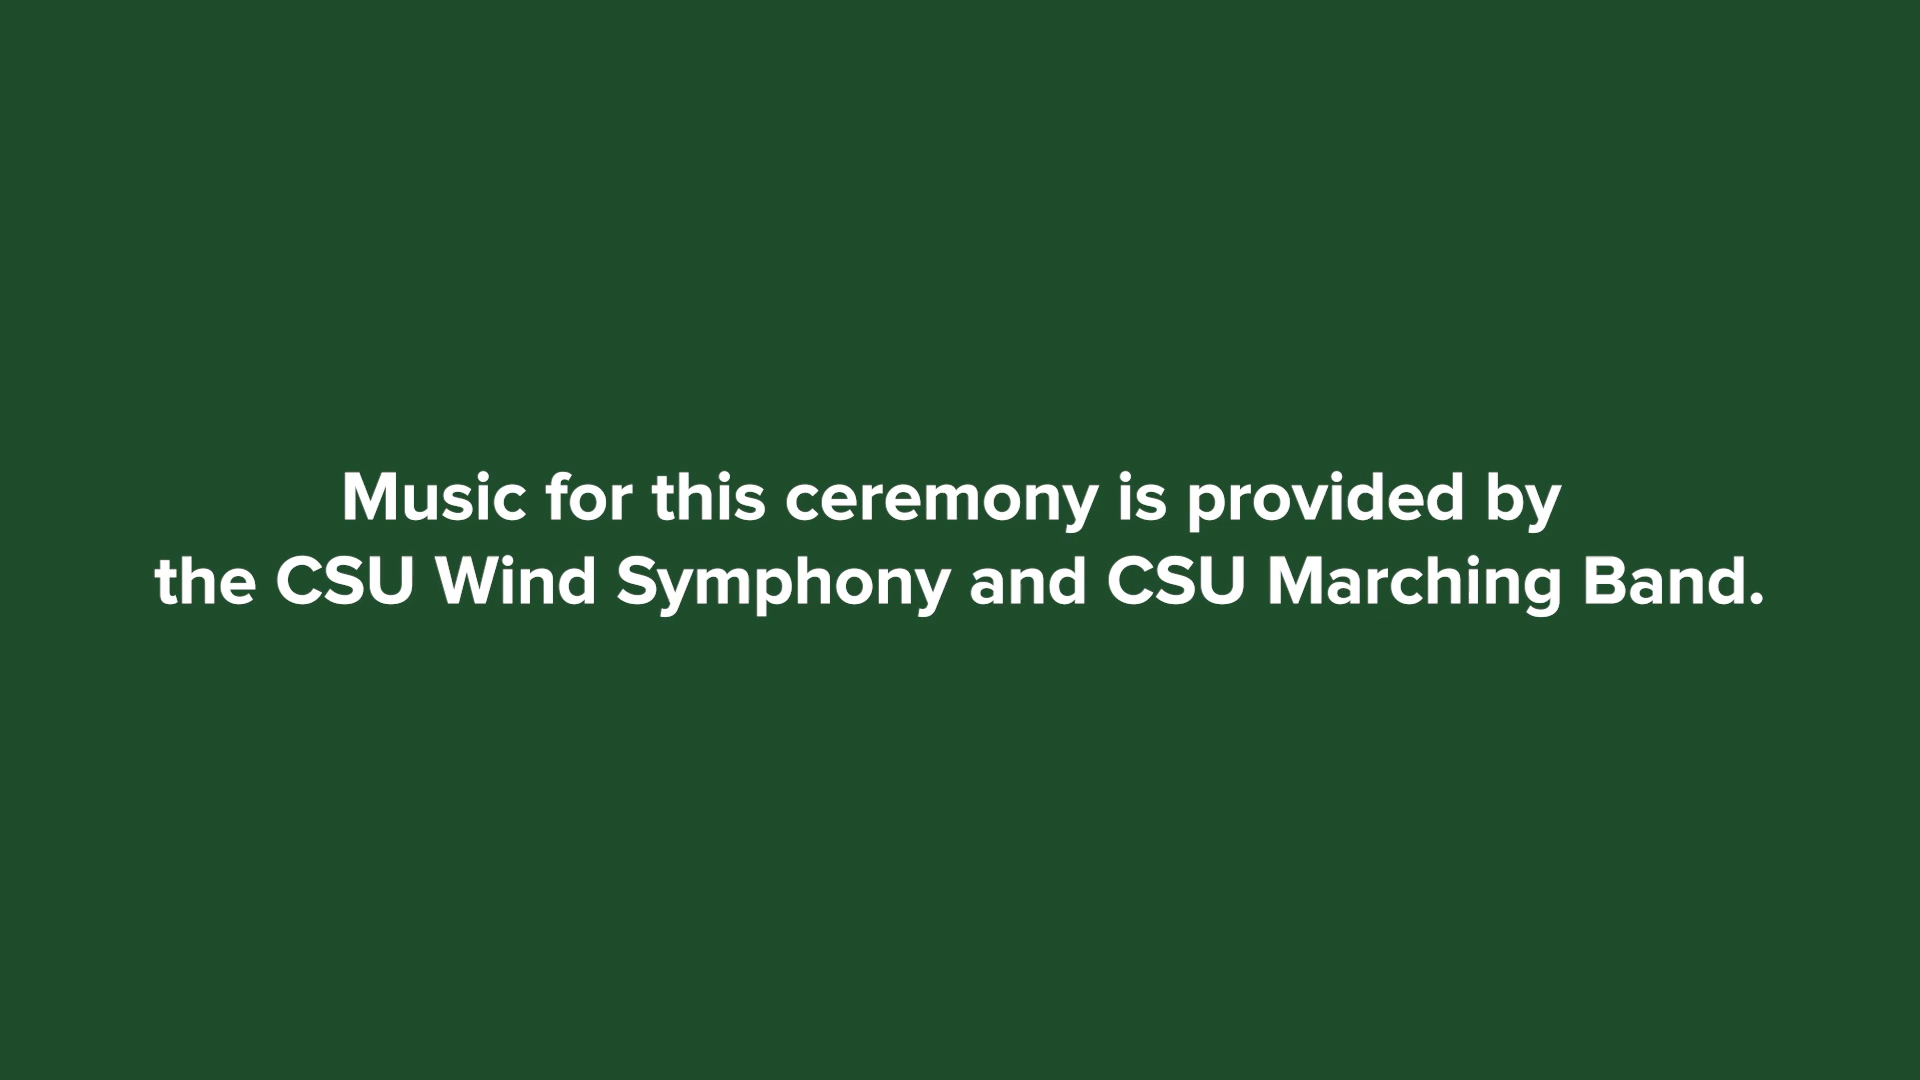 Music for this ceremony is provided by
the CSU Wind Symphony and CSU Marching Band.